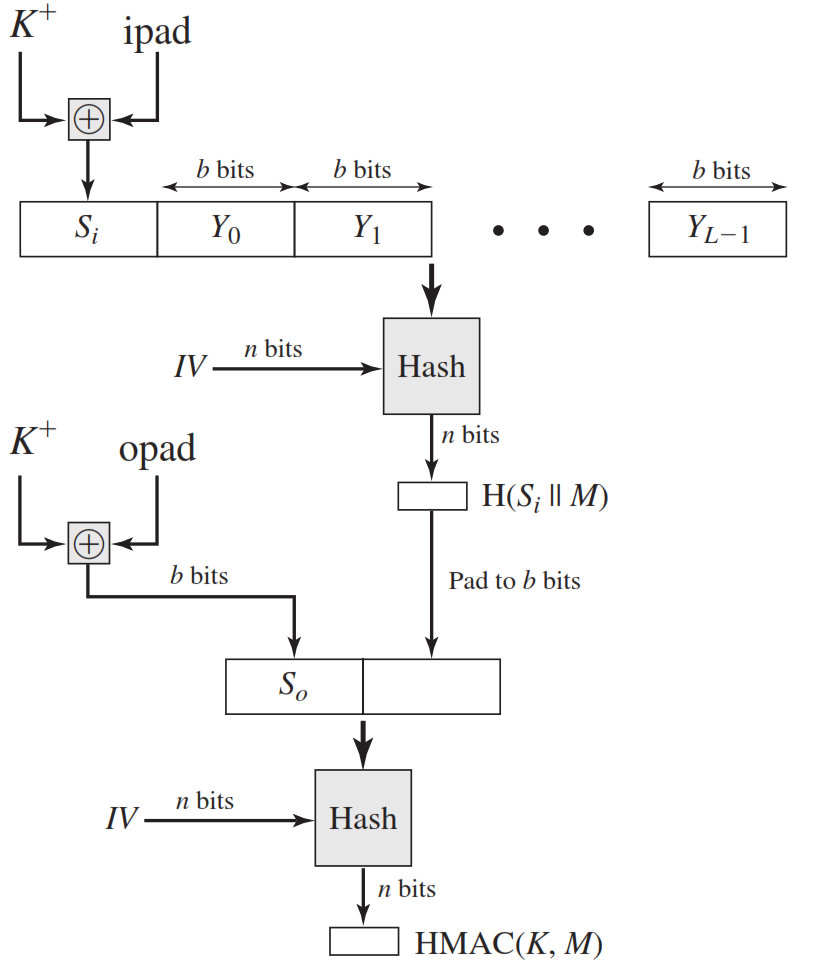 K⁺ ipad
⊕
b bits b bits b bits
Sᵢ Y₀ Y₁ • • • Y_{L−1}
IV n bits Hash
n bits
H(Sᵢ || M)
K⁺ opad
⊕
b bits Pad to b bits
Sₒ
IV n bits Hash
n bits
HMAC(K, M)